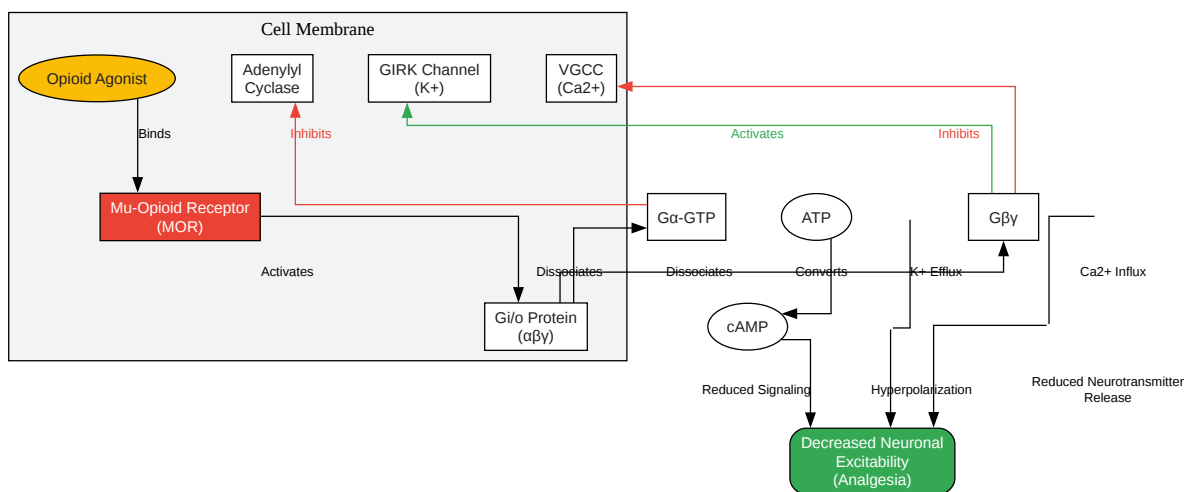 Cell Membrane
Opioid Agonist
Adenylyl
Cyclase
GIRK Channel
(K+)
VGCC
(Ca2+)
Binds
Inhibits
Activates
Inhibits
Mu-Opioid Receptor
(MOR)
Gα-GTP
ATP
Gβγ
Activates
Dissociates
Dissociates
Converts
K+ Efflux
Ca2+ Influx
Gi/o Protein
(αβγ)
cAMP
Reduced Signaling
Hyperpolarization
Reduced Neurotransmitter
Release
Decreased Neuronal
Excitability
(Analgesia)